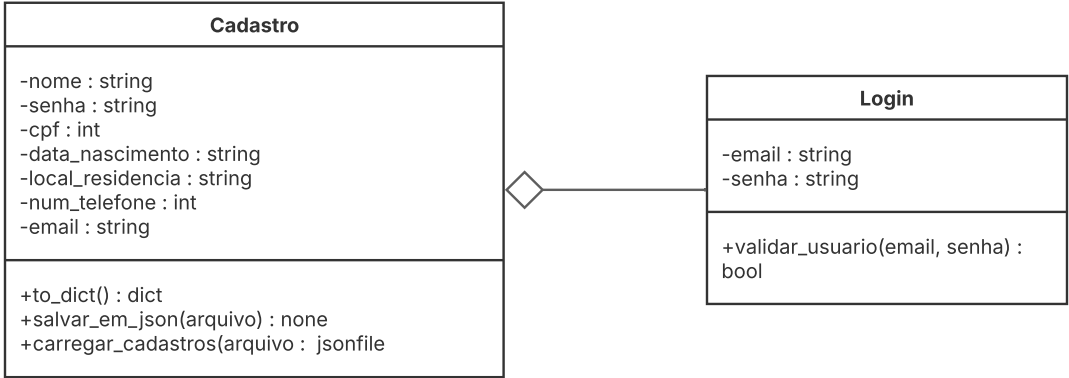 Cadastro
-nome : string
-senha : string
-cpf : int
-data_nascimento : string
-local_residencia : string
-num_telefone : int
-email : string
+to_dict() : dict
+salvar_em_json(arquivo) : none
+carregar_cadastros(arquivo :  jsonfile
Login
-email : string
-senha : string
+validar_usuario(email, senha) :
bool